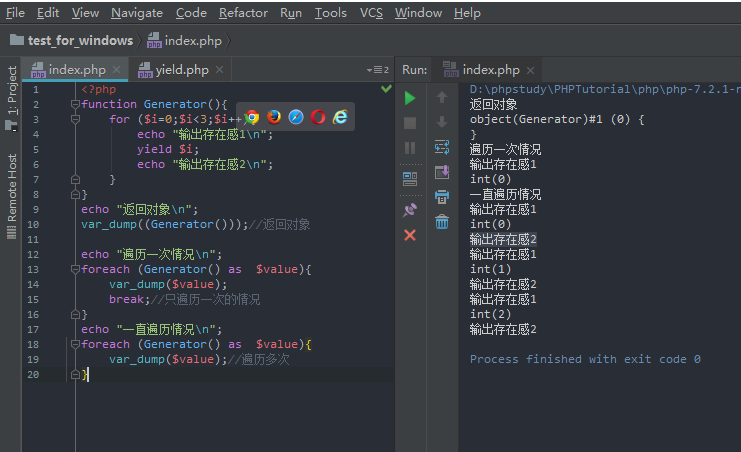 File Edit View Navigate Code Refactor Run Tools VCS Window Help
test_for_windows index.php
index.php yield.php 2
1: Project
Remote Host
1 <?php
2 function Generator(){
3 for ($i=0;$i<3;$i++)
4 echo "输出存在感1\n";
5 yield $i;
6 echo "输出存在感2\n";
7 }
8 }
9 echo "返回对象\n";
10 var_dump((Generator()));//返回对象
11
12 echo "遍历一次情况\n";
13 foreach (Generator() as $value){
14 var_dump($value);
15 break;//只遍历一次的情况
16 }
17 echo "一直遍历情况\n";
18 foreach (Generator() as $value){
19 var_dump($value);//遍历多次
20 }
Run: index.php
D:\phpstudy\PHPTutorial\php\php-7.2.1-n
返回对象
object(Generator)#1 (0) {
}
遍历一次情况
输出存在感1
int(0)
一直遍历情况
输出存在感1
int(0)
输出存在感2
输出存在感1
int(1)
输出存在感2
输出存在感1
int(2)
输出存在感2
Process finished with exit code 0